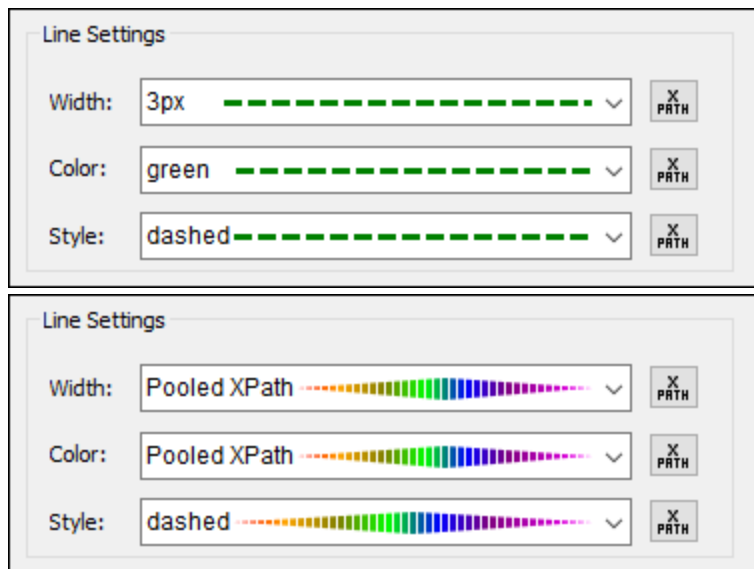 Line Settings
Width: 3px X PATH
Color: green X PATH
Style: dashed X PATH
Line Settings
Width: Pooled XPath X PATH
Color: Pooled XPath X PATH
Style: dashed X PATH